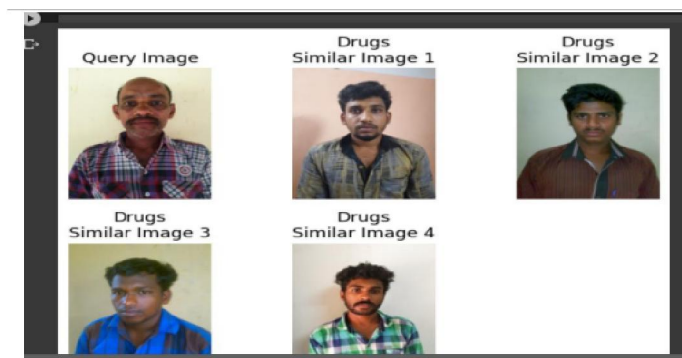 Query Image
Drugs
Similar Image 1
Drugs
Similar Image 2
Drugs
Similar Image 3
Drugs
Similar Image 4